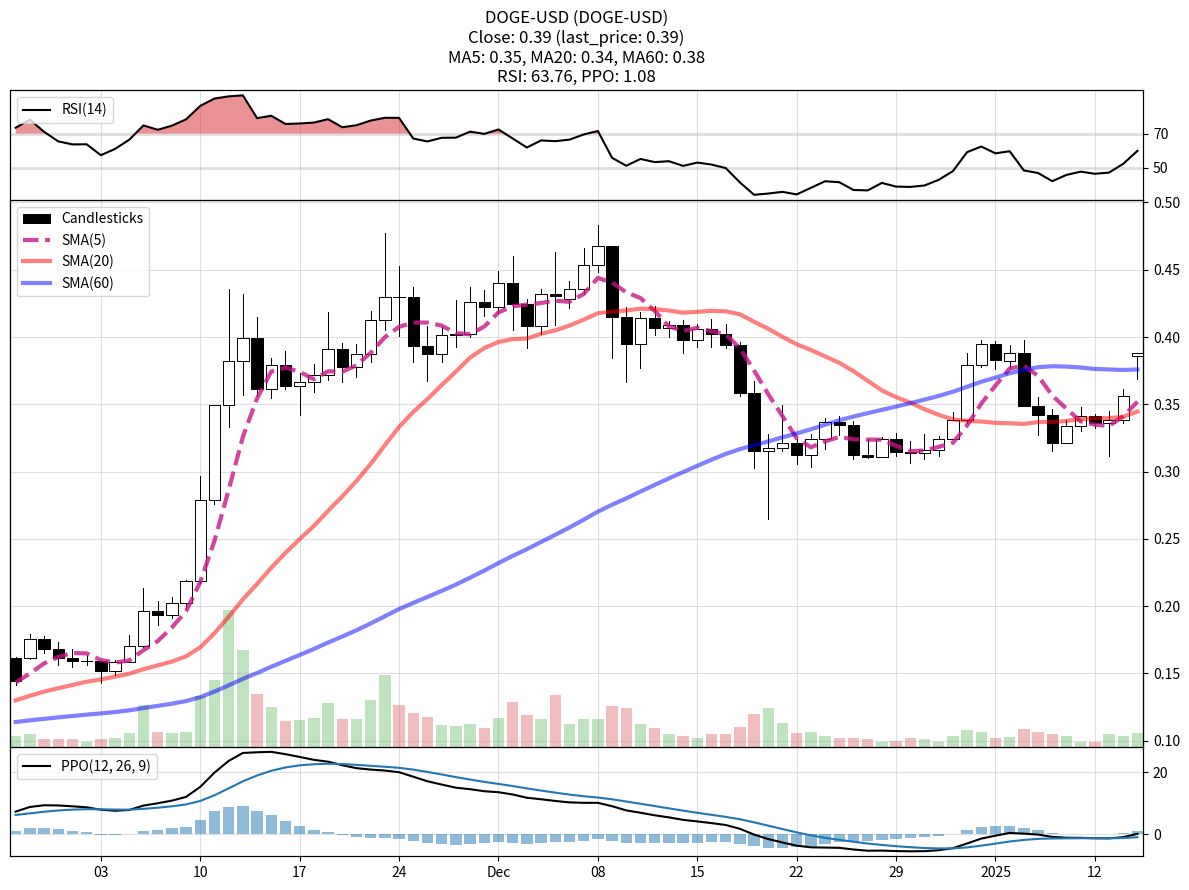 DOGE-USD (DOGE-USD)
Close: 0.39 (last_price: 0.39)
MA5: 0.35, MA20: 0.34, MA60: 0.38
RSI: 63.76, PPO: 1.08
RSI(14)
70
50
Candlesticks
SMA(5)
SMA(20)
SMA(60)
0.50
0.45
0.40
0.35
0.30
0.25
0.20
0.15
0.10
PPO(12, 26, 9)
20
0
03 10 17 24 Dec 08 15 22 29 2025 12